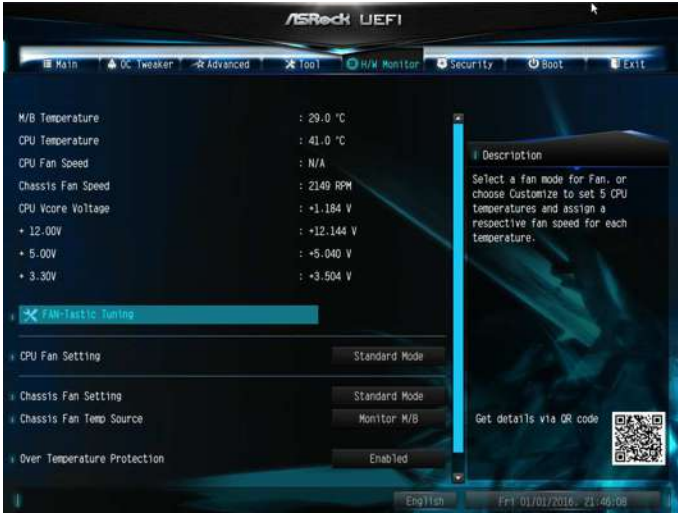 ASRock UEFI
Main OC Tweaker Advanced Tool H/W Monitor Security Boot Exit
M/B Temperature : 29.0 °C
CPU Temperature : 41.0 °C
CPU Fan Speed : N/A
Chassis Fan Speed : 2149 RPM
CPU Vcore Voltage : +1.184 V
+ 12.00V : +12.144 V
+ 5.00V : +5.040 V
+ 3.30V : +3.504 V
FAN-Tastic Tuning
CPU Fan Setting Standard Mode
Chassis Fan Setting Standard Mode
Chassis Fan Temp Source Monitor M/B
Over Temperature Protection Enabled
Description
Select a fan mode for Fan. or
choose Customize to set 5 CPU
temperatures and assign a
respective fan speed for each
temperature.
Get details via QR code
English Fri 01/01/2016. 21:46:08